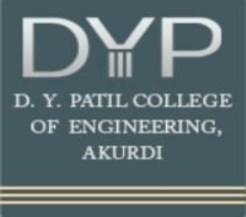 DYP
D. Y. PATIL COLLEGE
OF ENGINEERING,
AKURDI